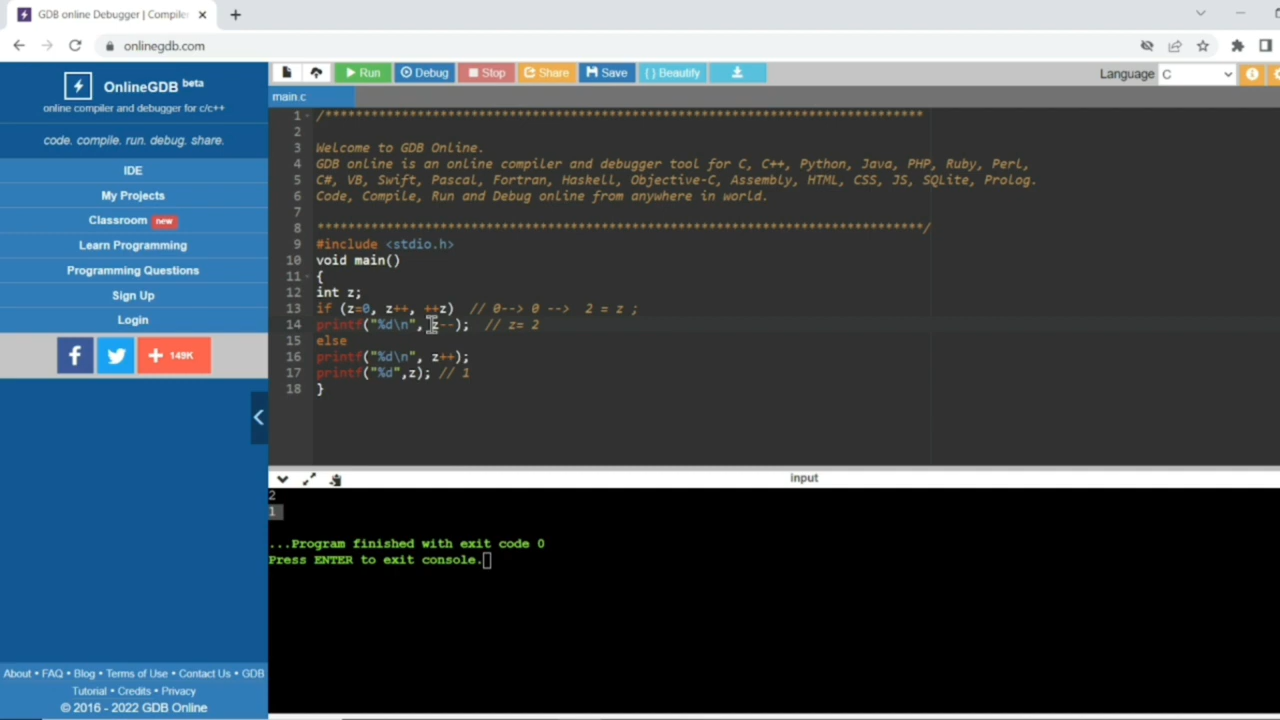 GDB online Debugger | Compiler
onlinegdb.com
OnlineGDB beta
online compiler and debugger for c/c++
code. compile. run. debug. share.
IDE
My Projects
Classroom new
Learn Programming
Programming Questions
Sign Up
Login
f + 149K
About • FAQ • Blog • Terms of Use • Contact Us • GDB
Tutorial • Credits • Privacy
© 2016 - 2022 GDB Online
Run Debug Stop Share Save { } Beautify Language C
main.c
1 /******************************************************************************
2
3 Welcome to GDB Online.
4 GDB online is an online compiler and debugger tool for C, C++, Python, Java, PHP, Ruby, Perl,
5 C#, VB, Swift, Pascal, Fortran, Haskell, Objective-C, Assembly, HTML, CSS, JS, SQLite, Prolog.
6 Code, Compile, Run and Debug online from anywhere in world.
7
8 *******************************************************************************/
9 #include <stdio.h>
10 void main()
11 {
12 int z;
13 if (z=0, z++, ++z) // 0--> 0 --> 2 = z ;
14 printf("%d\n", z--); // z= 2
15 else
16 printf("%d\n", z++);
17 printf("%d",z); // 1
18 }
input
2
1
...Program finished with exit code 0
Press ENTER to exit console.